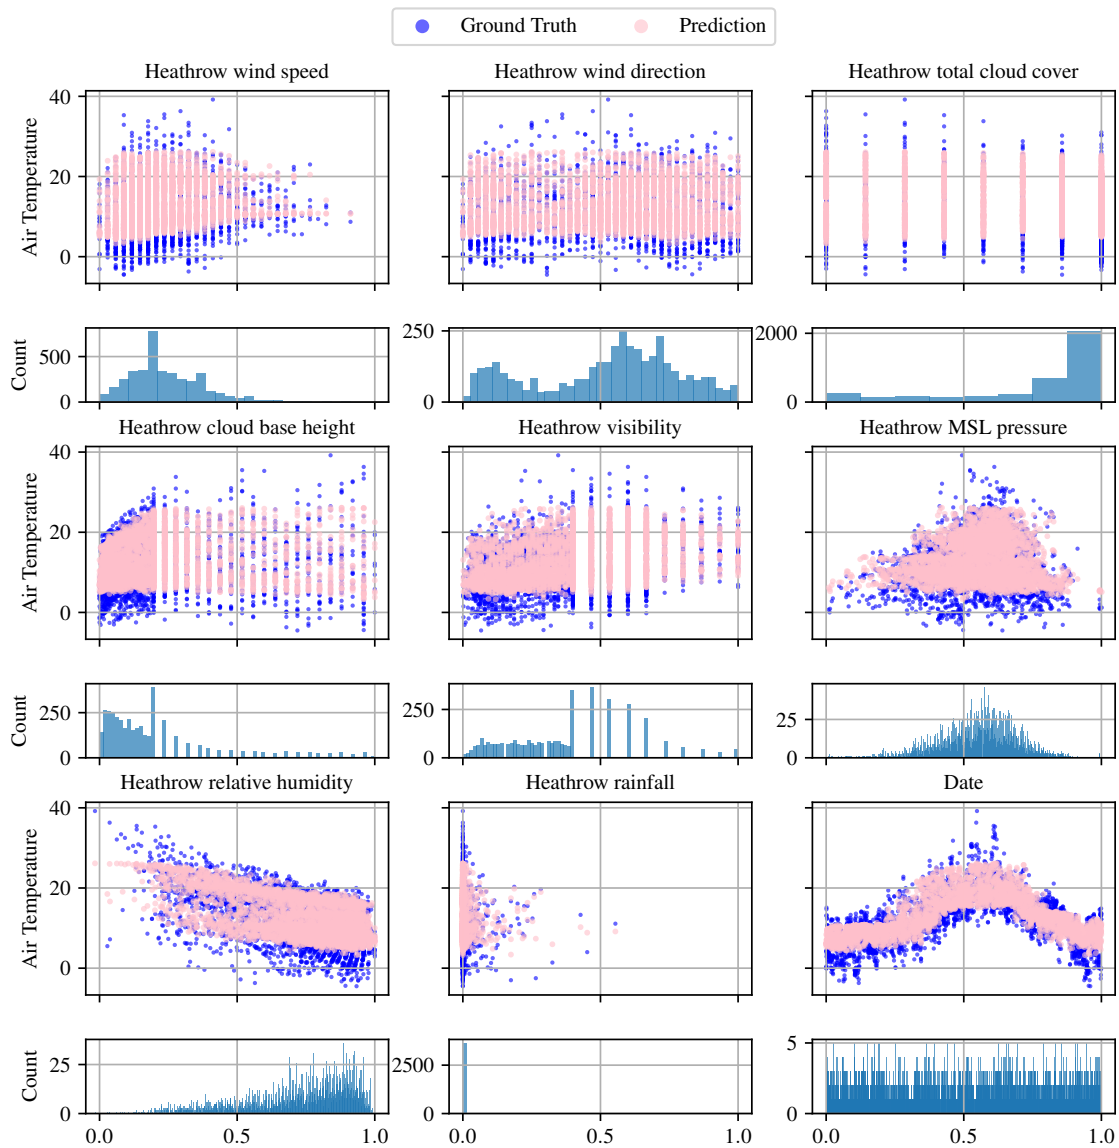 Ground Truth Prediction
Heathrow wind speed Heathrow wind direction Heathrow total cloud cover
40
20
0
Air Temperature
500
0
250
0
2000
0
Count
Heathrow cloud base height Heathrow visibility Heathrow MSL pressure
40
20
0
Air Temperature
250
0
250
0
25
0
Count
Heathrow relative humidity Heathrow rainfall Date
40
20
0
Air Temperature
25
0
2500
0
5
0
Count
0.0 0.5 1.0 0.0 0.5 1.0 0.0 0.5 1.0